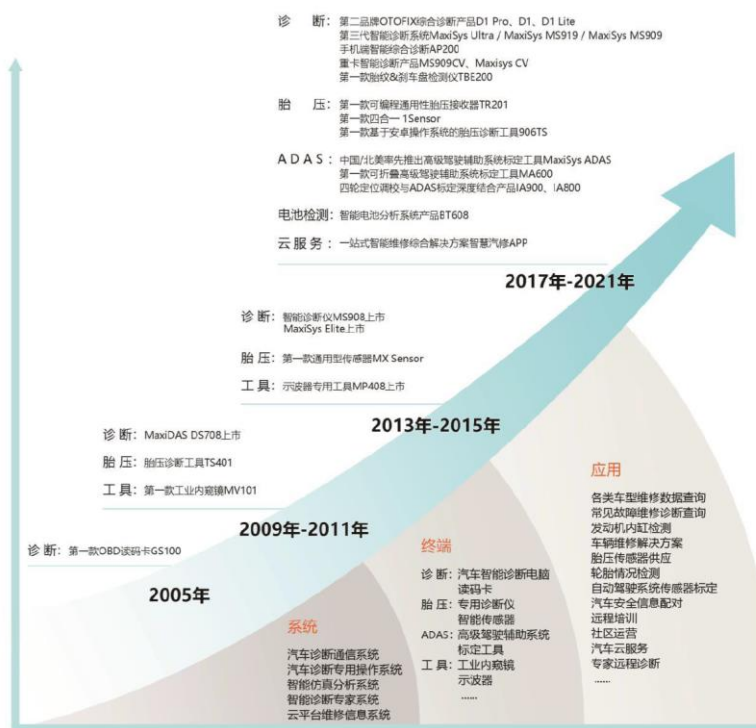 诊 断：第二品牌OTOFIX综合诊断产品D1 Pro、D1、D1 Lite
第三代智能诊断系统MaxiSys Ultra / MaxiSys MS919 / MaxiSys MS909
手机端智能综合诊断AP200
重卡智能诊断产品MS909CV、Maxisys CV
第一款胎纹&刹车盘检测仪TBE200
胎 压：第一款可编程通用性胎压接收器TR201
第一款四合一 1Sensor
第一款基于安卓操作系统的胎压诊断工具906TS
ADAS：中国/北美率先推出高级驾驶辅助系统标定工具MaxiSys ADAS
第一款可折叠高级驾驶辅助系统标定工具MA600
四轮定位调校与ADAS标定深度结合产品IA900、IA800
电池检测：智能电池分析系统产品BT608
云服务：一站式智能维修综合解决方案智慧汽修APP
2017年-2021年
诊 断：智能诊断仪MS908上市
MaxiSys Elite上市
胎 压：第一款通用型传感器MX Sensor
工 具：示波器专用工具MP408上市
2013年-2015年
诊 断：MaxiDAS DS708上市
胎 压：胎压诊断工具TS401
工 具：第一款工业内窥镜MV101
2009年-2011年
诊 断：第一款OBD读码卡GS100
2005年
系统
汽车诊断通信系统
汽车诊断专用操作系统
智能仿真分析系统
智能诊断专家系统
云平台维修信息系统
终端
诊 断：汽车智能诊断电脑
读码卡
胎 压：专用诊断仪
智能传感器
ADAS：高级驾驶辅助系统
标定工具
工 具：工业内窥镜
示波器
......
应用
各类车型维修数据查询
常见故障维修诊断查询
发动机内缸检测
车辆维修解决方案
胎压传感器供应
轮胎情况检测
自动驾驶系统传感器标定
汽车安全信息配对
远程培训
社区运营
汽车云服务
专家远程诊断
......